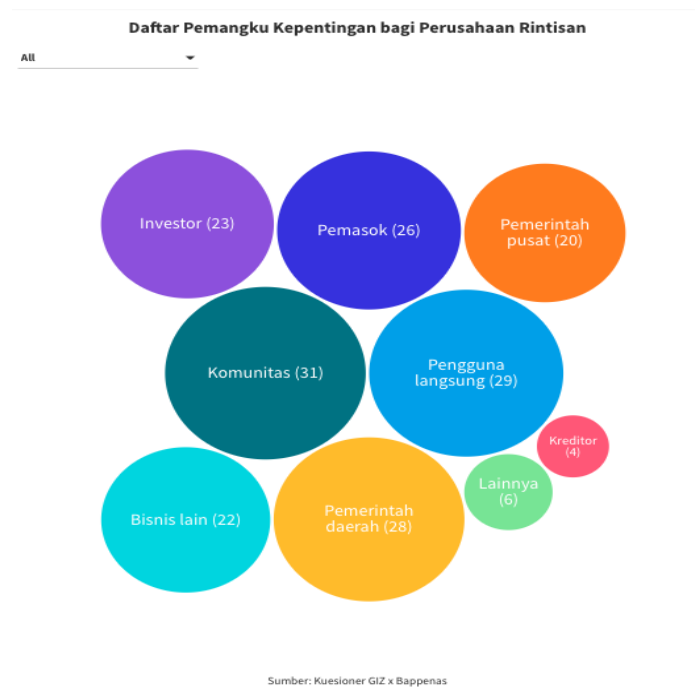 Daftar Pemangku Kepentingan bagi Perusahaan Rintisan
All
Investor (23)
Pemasok (26)
Pemerintah
pusat (20)
Komunitas (31)
Pengguna
langsung (29)
Kreditor
(4)
Lainnya
(6)
Bisnis lain (22)
Pemerintah
daerah (28)
Sumber: Kuesioner GIZ x Bappenas